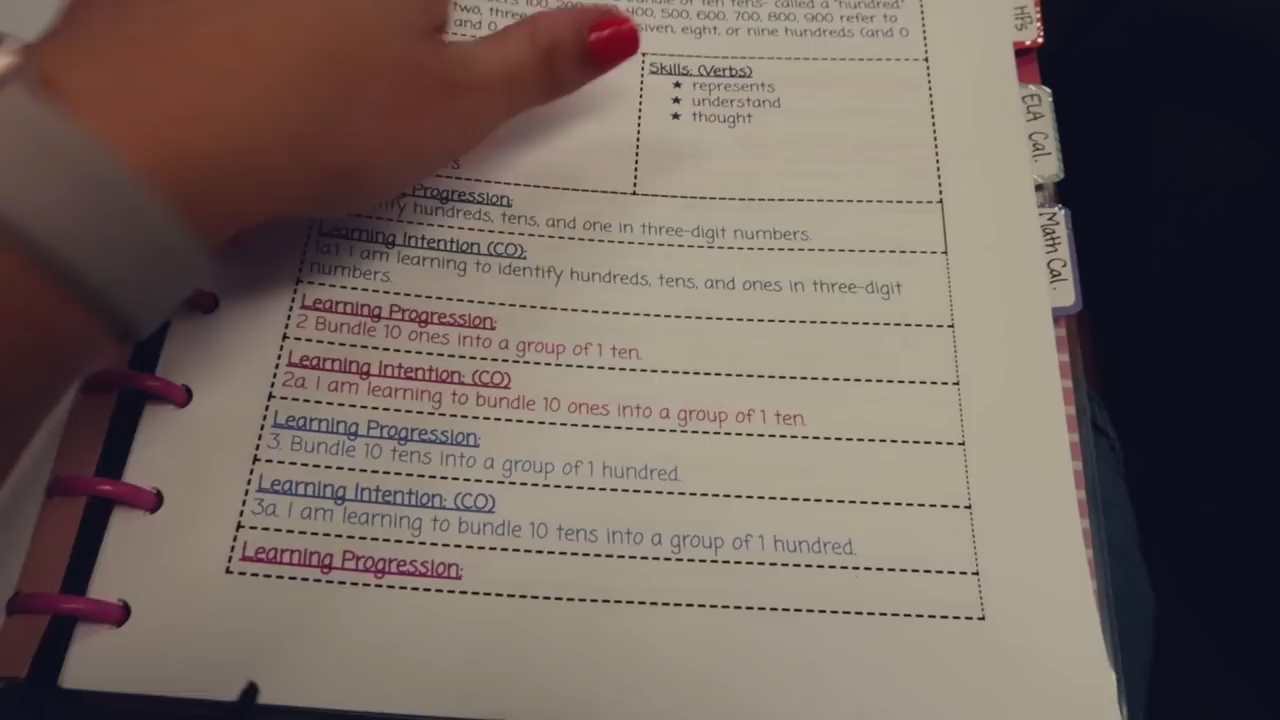 two, three 400, 500, 600, 700, 800, 900 refer to
and 0 eight, or nine hundreds (and 0
Skills: (Verbs)
★ represents
★ understand
★ thought
Progression:
hundreds, tens, and one in three-digit numbers.
Learning Intention (CO):
1a.1 I am learning to identify hundreds, tens, and ones in three-digit
numbers.
Learning Progression:
2 Bundle 10 ones into a group of 1 ten.
Learning Intention: (CO)
2a. I am learning to bundle 10 ones into a group of 1 ten.
Learning Progression:
3. Bundle 10 tens into a group of 1 hundred.
Learning Intention: (CO)
3a. I am learning to bundle 10 tens into a group of 1 hundred.
Learning Progression:
HPs
ELA Cal.
Math Cal.